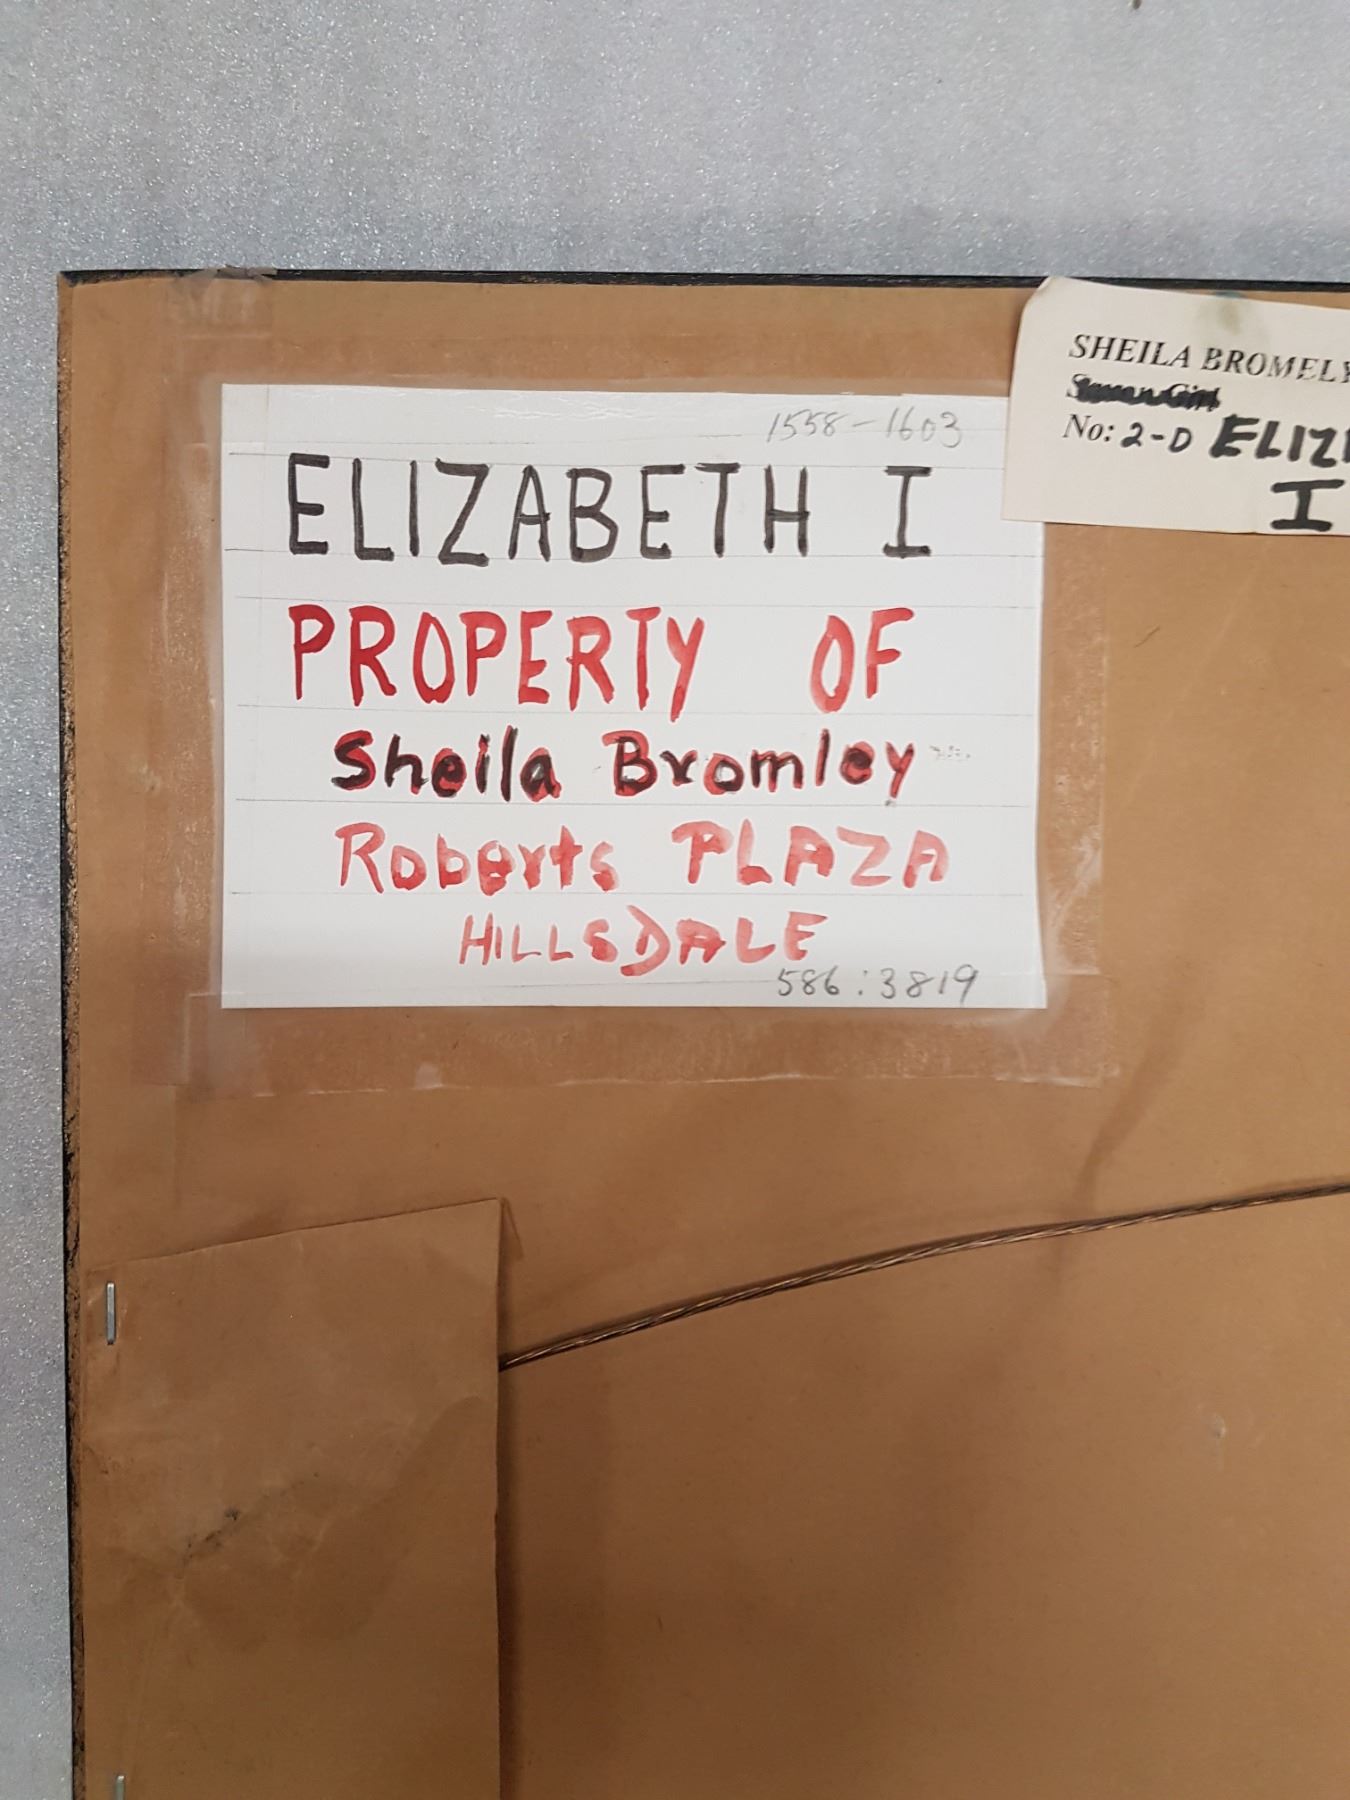 1558-1603
ELIZABETH I
PROPERTY OF
Sheila Bromley
Roberts PLAZA
HILLSDALE
586:3819
SHEILA BROMELY
No: 2-D ELIZ
I